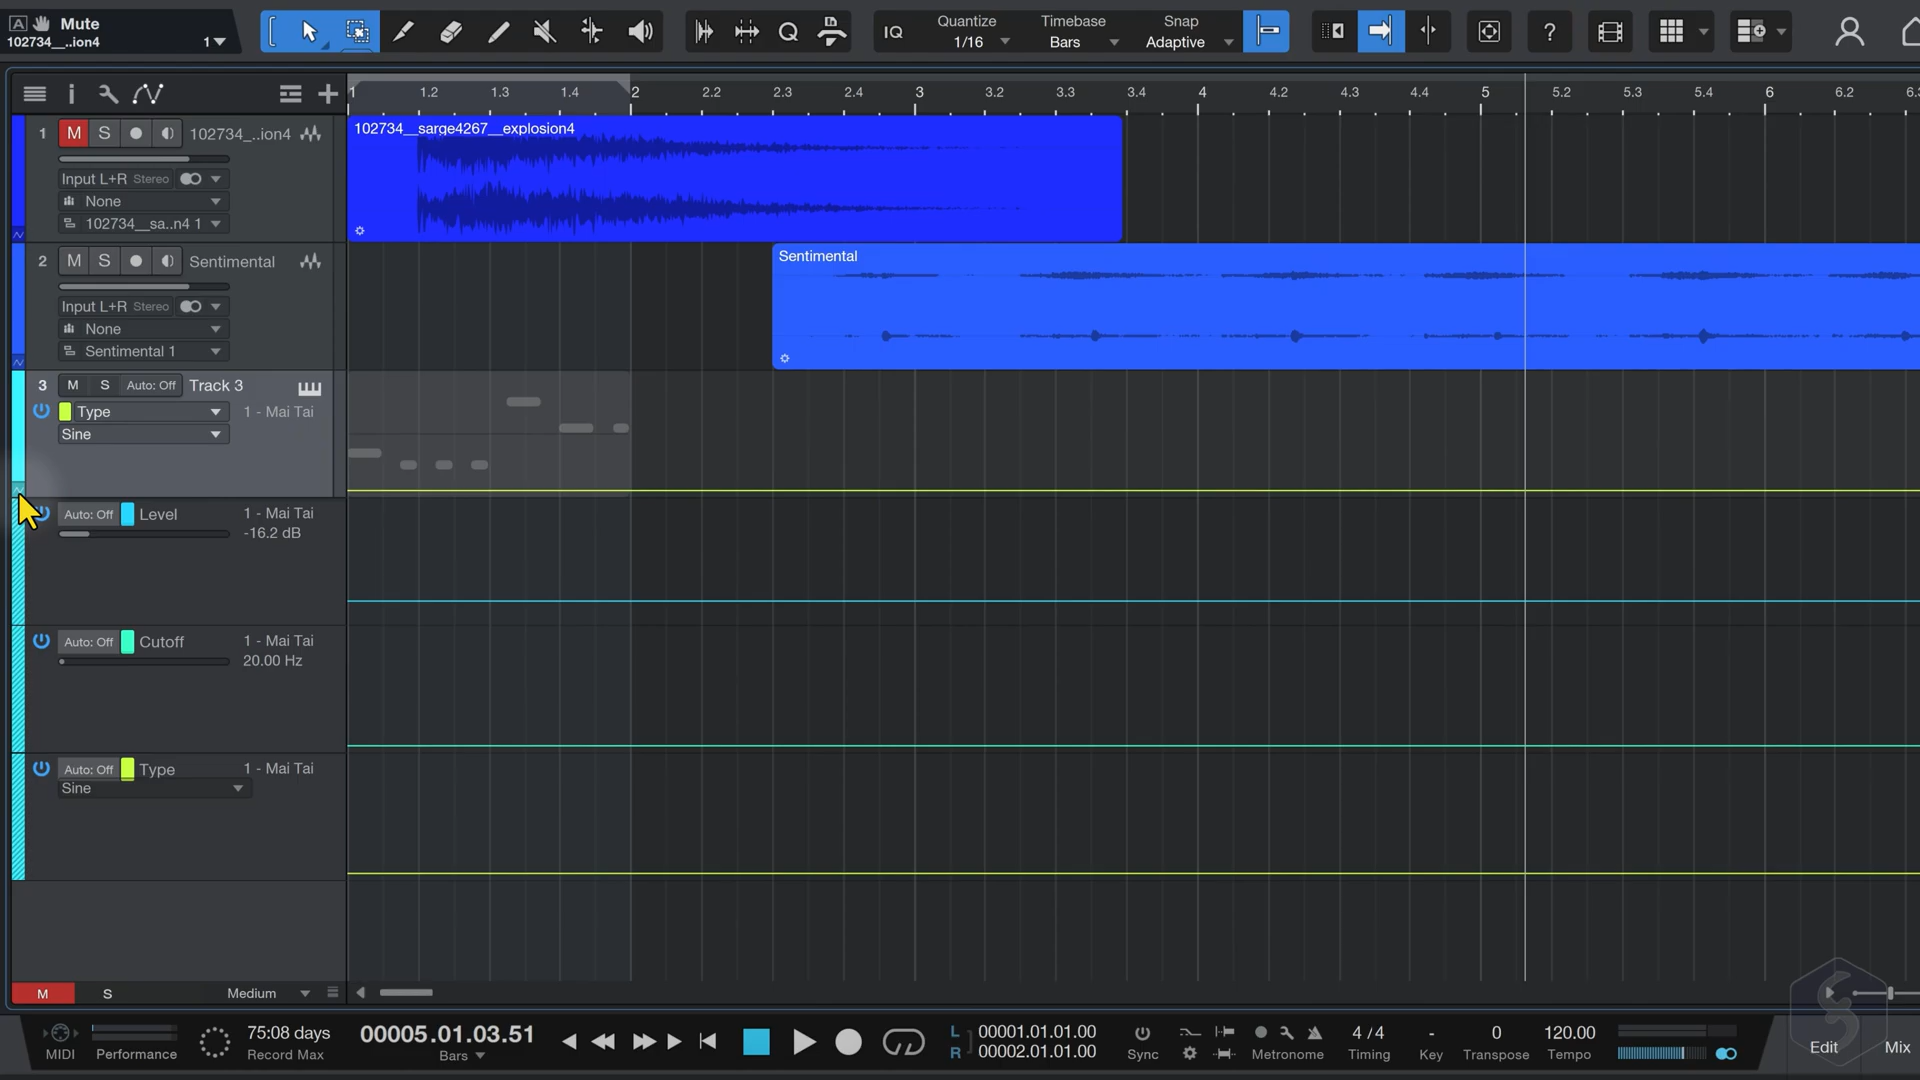 A Mute
102734_..ion4 1
IQ
Quantize
1/16
Timebase
Bars
Snap
Adaptive
?
i
1 1.2 1.3 1.4 2 2.2 2.3 2.4 3 3.2 3.3 3.4 4 4.2 4.3 4.4 5 5.2 5.3 5.4 6 6.2 6.3
1 M S 102734_..ion4
Input L+R Stereo
None
102734__sa..n4 1
102734__sarge4267__explosion4
2 M S Sentimental
Input L+R Stereo
None
Sentimental 1
Sentimental
3 M S Auto: Off Track 3
Type 1 - Mai Tai
Sine
Auto: Off Level 1 - Mai Tai
-16.2 dB
Auto: Off Cutoff 1 - Mai Tai
20.00 Hz
Auto: Off Type 1 - Mai Tai
Sine
M S Medium
MIDI
Performance
75:08 days
Record Max
00005.01.03.51
Bars
L 00001.01.01.00
R 00002.01.01.00
Sync
Metronome
4 / 4
Timing
-
Key
0
Transpose
120.00
Tempo
Edit
Mix